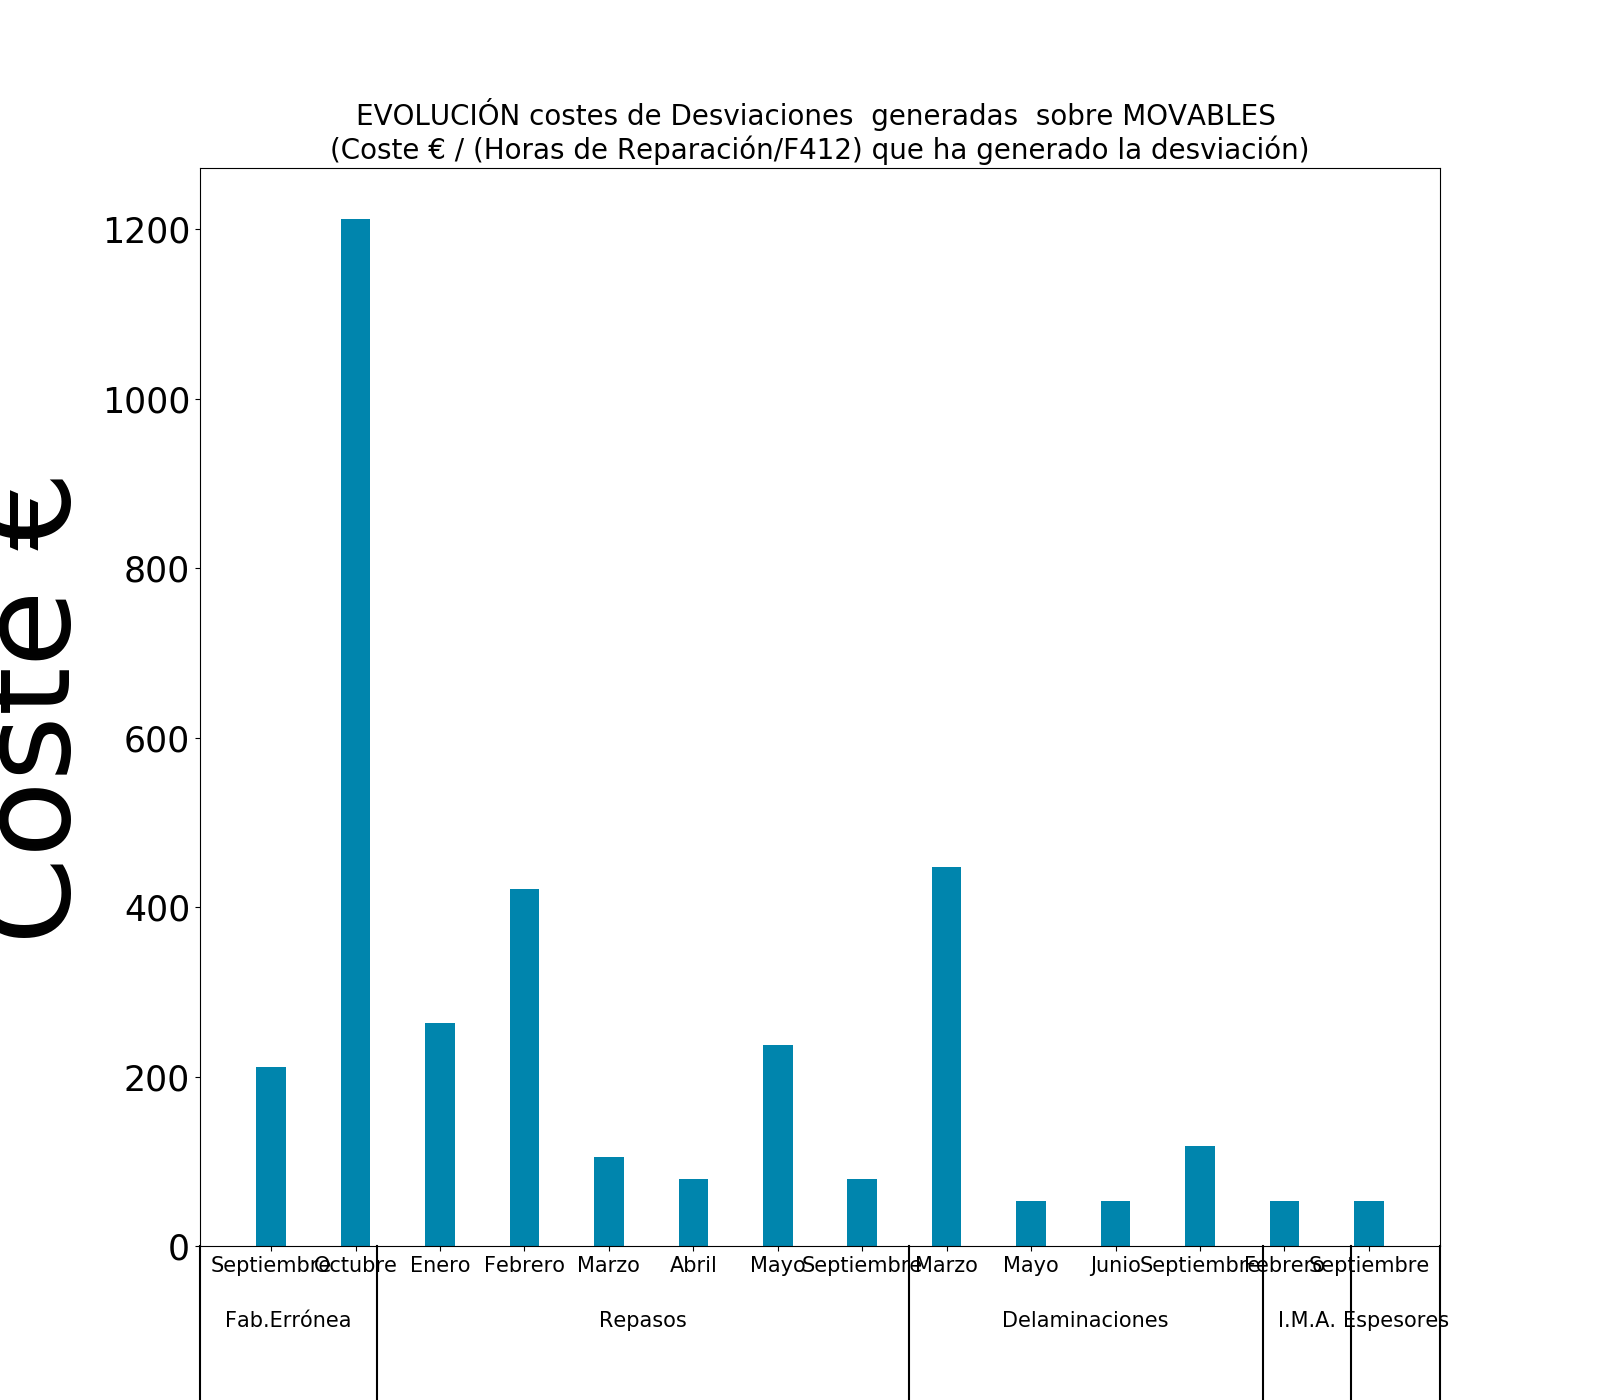 EVOLUCIÓN costes de Desviaciones  generadas  sobre MOVABLES
(Coste € / (Horas de Reparación/F412) que ha generado la desviación)
Coste €
1200
1000
800
600
400
200
0
Septiembre Octubre Enero Febrero Marzo Abril Mayo Septiembre Marzo Mayo Junio Septiembre Febrero Septiembre
Fab.Errónea Repasos Delaminaciones I.M.A. Espesores